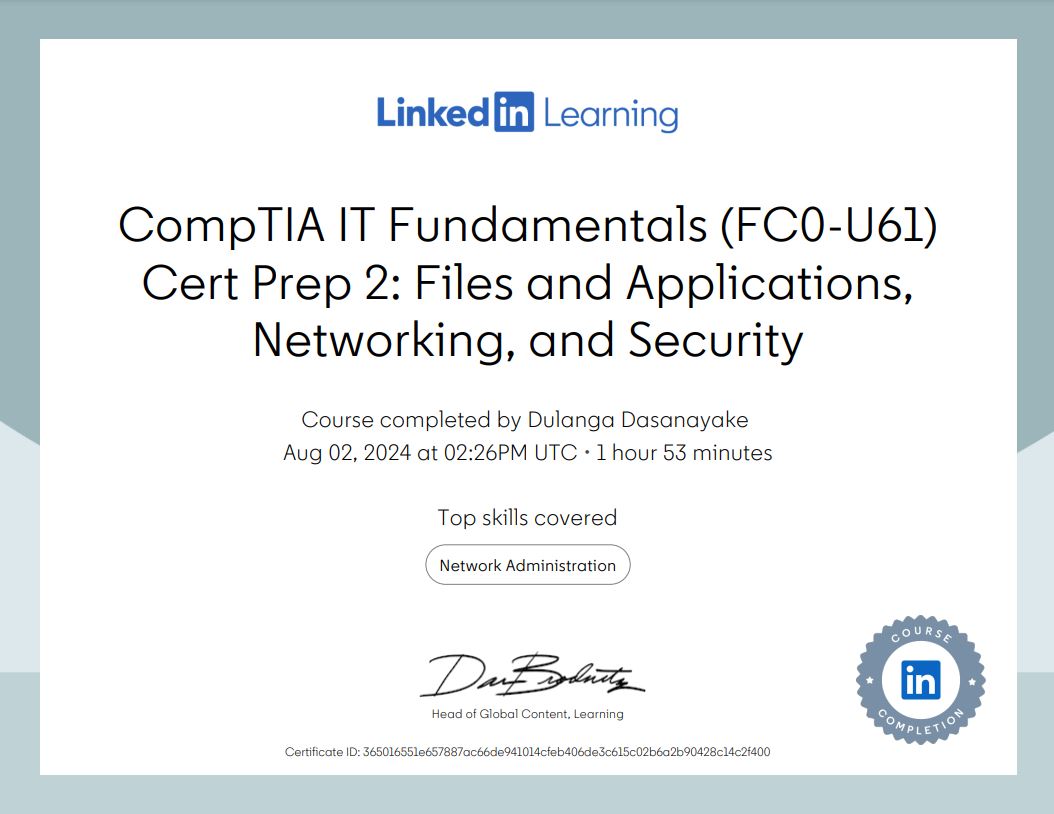 Linked in Learning
CompTIA IT Fundamentals (FC0-U61)
Cert Prep 2: Files and Applications,
Networking, and Security
Course completed by Dulanga Dasanayake
Aug 02, 2024 at 02:26PM UTC • 1 hour 53 minutes
Top skills covered
Network Administration
Head of Global Content, Learning
COURSE
in
COMPLETION
Certificate ID: 365016551e657887ac66de941014cfeb406de3c615c02b6a2b90428c14c2f400